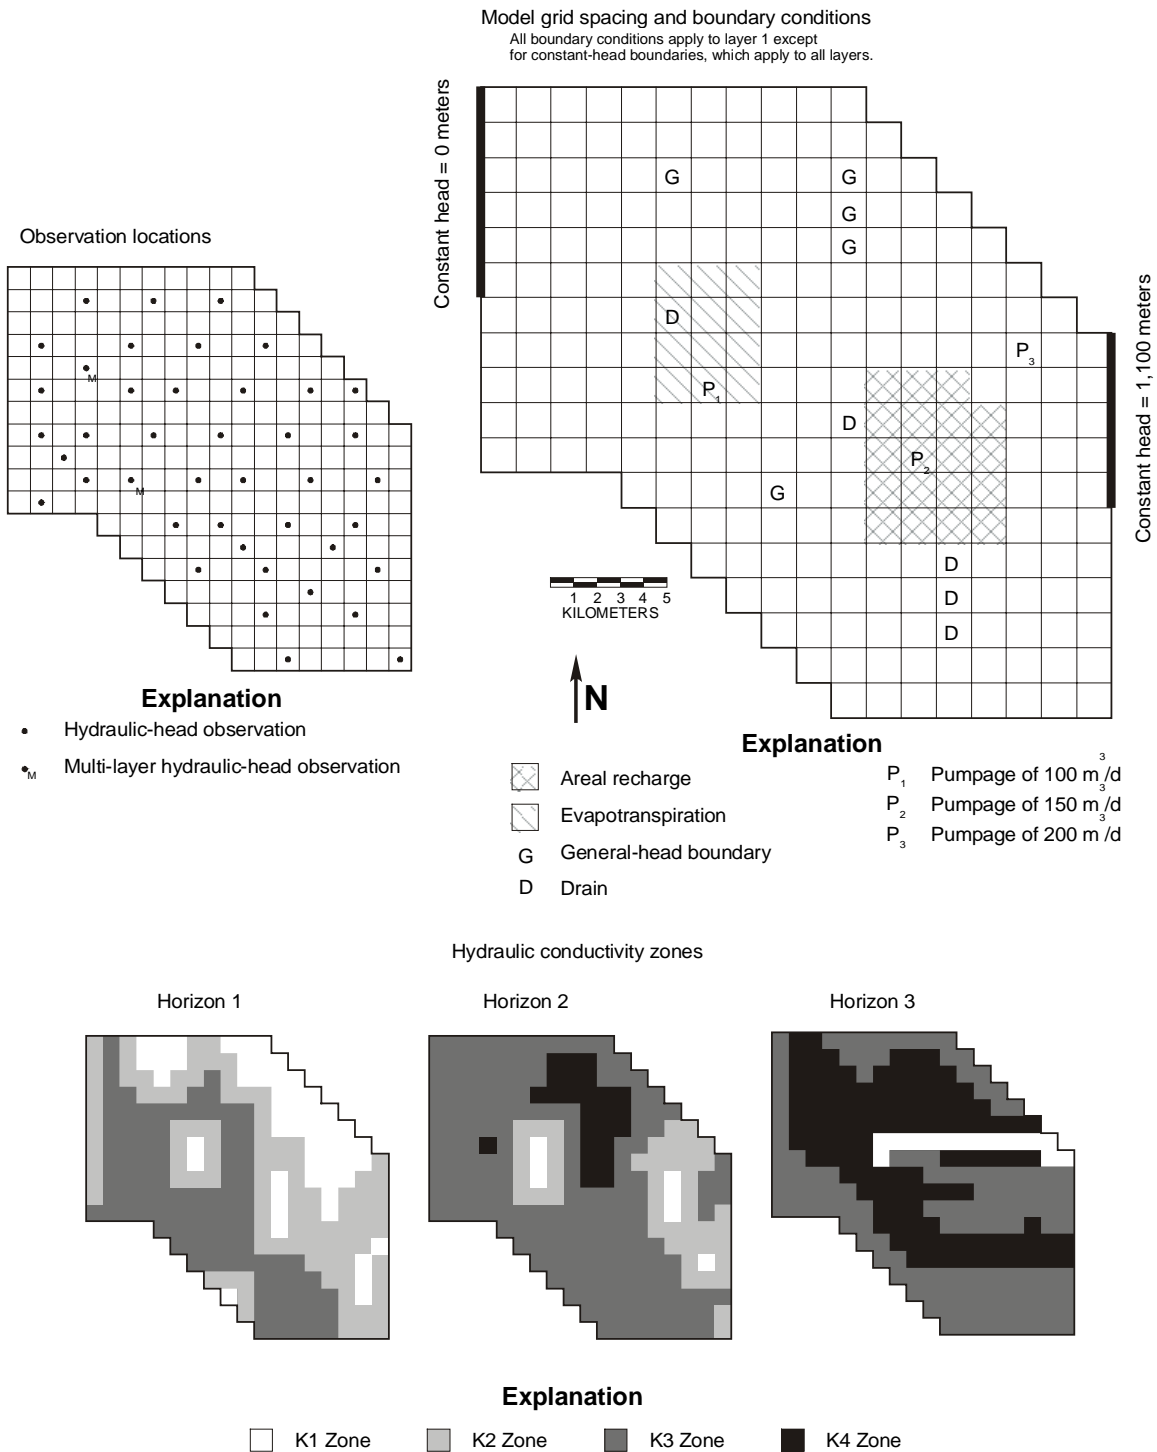 Model grid spacing and boundary conditions
All boundary conditions apply to layer 1 except
for constant-head boundaries, which apply to all layers.
Constant head = 0 meters
G
G
G
G
D
P1
P3
D
P2
G
D
D
D
Constant head = 1,100 meters
1 2 3 4 5
KILOMETERS
N
Observation locations
M
M
Explanation
Hydraulic-head observation
M Multi-layer hydraulic-head observation
Explanation
Areal recharge
Evapotranspiration
G General-head boundary
D Drain
P1 Pumpage of 100 m3/d
P2 Pumpage of 150 m3/d
P3 Pumpage of 200 m3/d
Hydraulic conductivity zones
Horizon 1
Horizon 2
Horizon 3
Explanation
K1 Zone
K2 Zone
K3 Zone
K4 Zone